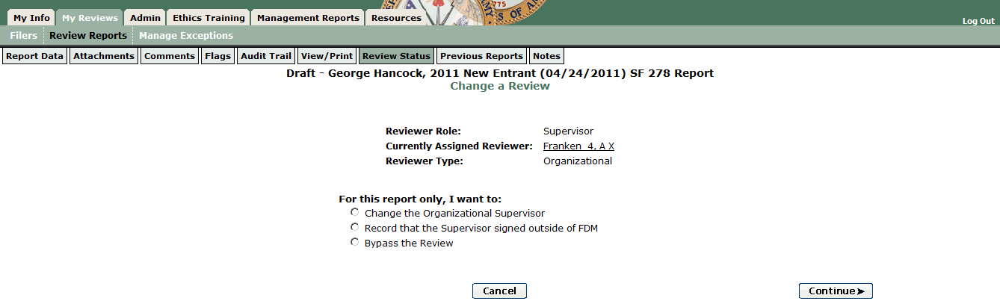 My Info My Reviews Admin Ethics Training Management Reports Resources
775
ARMY
S OF AM
Log Out
Filers Review Reports Manage Exceptions
Report Data Attachments Comments Flags Audit Trail View/Print Review Status Previous Reports Notes
Draft - George Hancock, 2011 New Entrant (04/24/2011) SF 278 Report
Change a Review
Reviewer Role: Supervisor
Currently Assigned Reviewer: Franken_4, A X
Reviewer Type: Organizational
For this report only, I want to:
Change the Organizational Supervisor
Record that the Supervisor signed outside of FDM
Bypass the Review
Cancel Continue